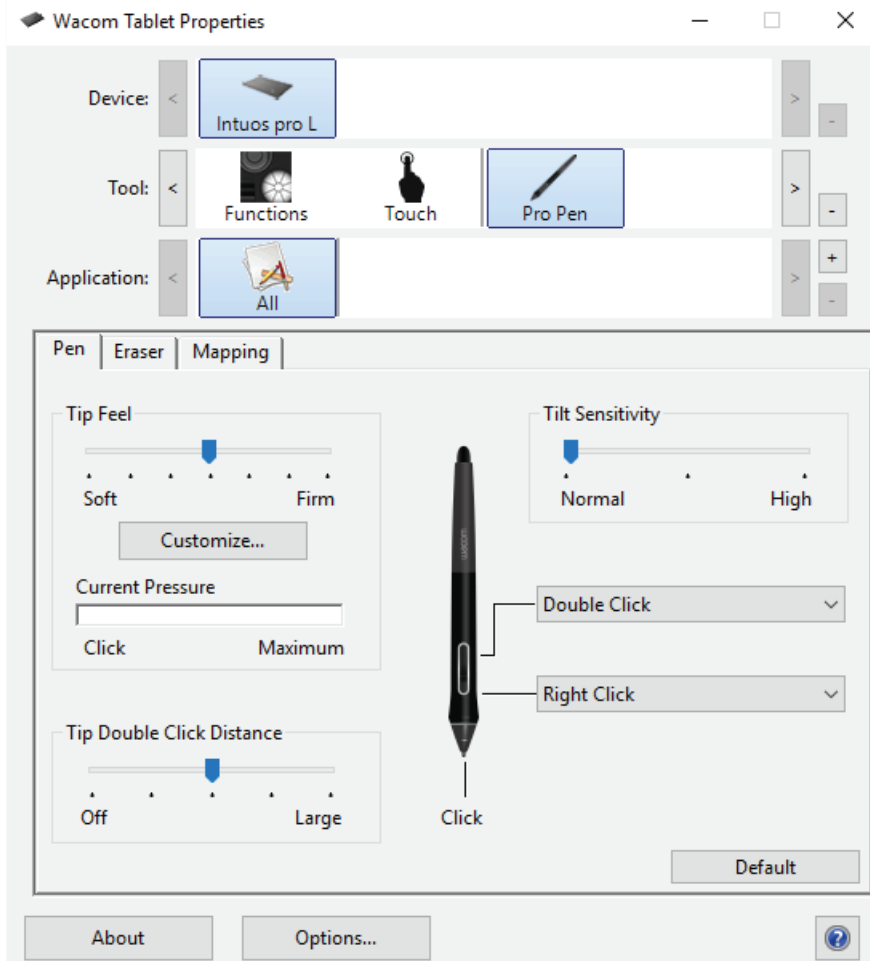 Wacom Tablet Properties
Device: < Intuos pro L > -
Tool: < Functions Touch Pro Pen > -
Application: < All > + -
Pen Eraser Mapping
Tip Feel
Soft Firm
Customize...
Current Pressure
Click Maximum
Tip Double Click Distance
Off Large
wacom
Click
Tilt Sensitivity
Normal High
Double Click
Right Click
Default
About Options... ?